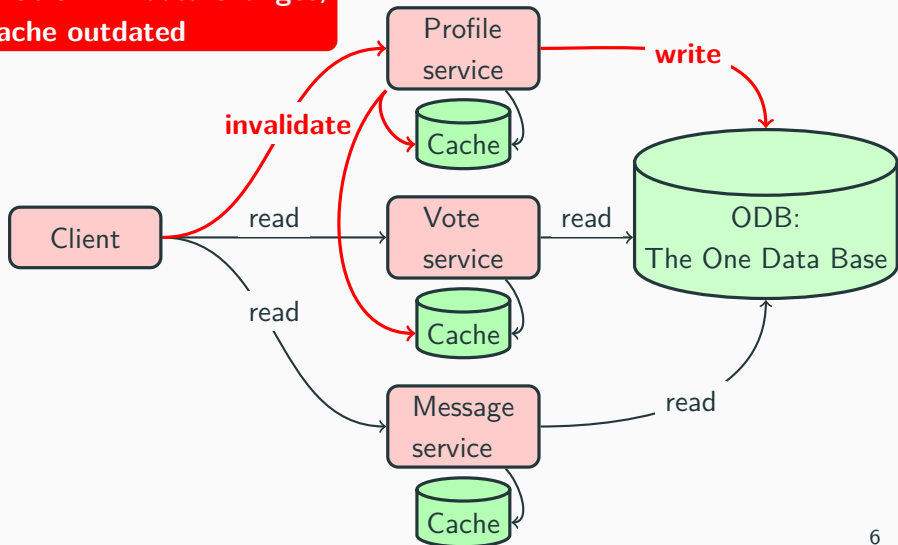 ache outdated
Profile
service
write
invalidate
Cache
Client
read
Vote
service
read
ODB:
The One Data Base
Cache
read
Message
service
read
Cache
6